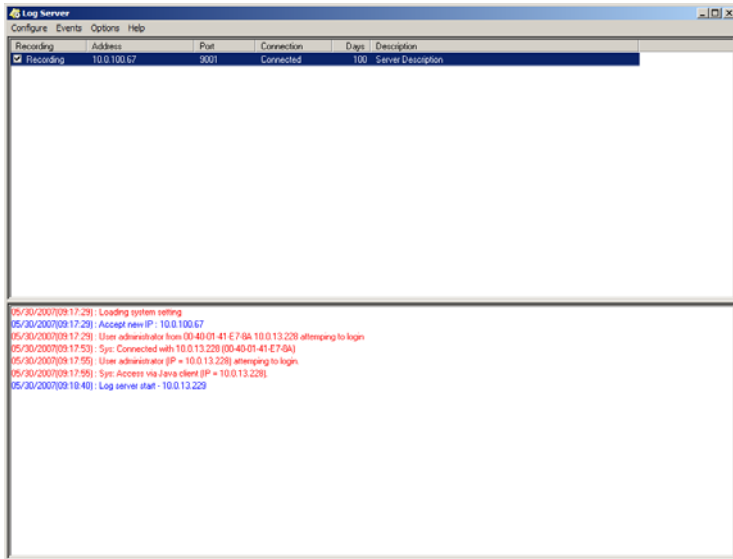 Log Server
Configure Events Options Help
Recording Address Port Connection Days Description
Recording 10.0.100.67 9001 Connected 100 Server Description
05/30/2007(09:17:29) : Loading system setting
05/30/2007(09:17:29) : Accept new IP : 10.0.100.67
05/30/2007(09:17:29) : User administrator from 00-40-01-41-E7-8A 10.0.13.228 attemping to login
05/30/2007(09:17:53) : Sys: Connected with 10.0.13.228 (00-40-01-41-E7-8A)
05/30/2007(09:17:55) : User administrator (IP = 10.0.13.228) attemping to login
05/30/2007(09:17:55) : Sys: Access via Java client (IP = 10.0.13.228).
05/30/2007(09:18:40) : Log server start - 10.0.13.229